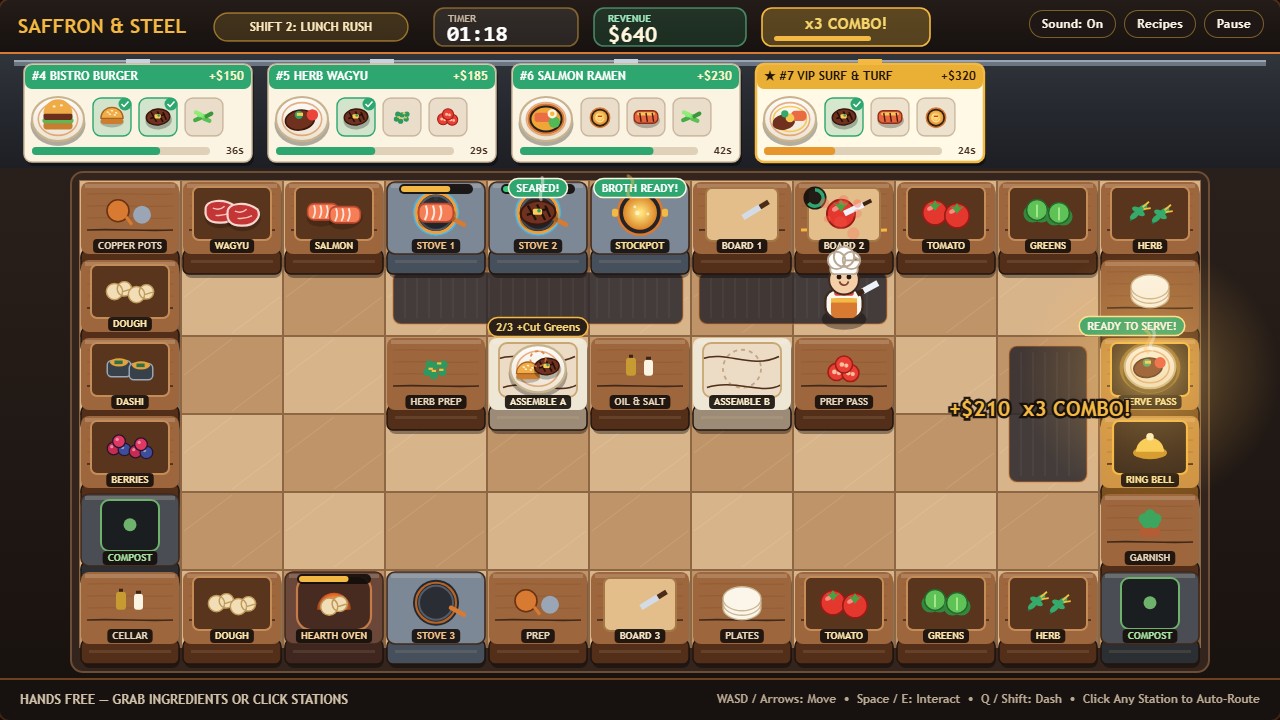 SAFFRON & STEEL
SHIFT 2: LUNCH RUSH
TIMER
01:18
REVENUE
$640
x3 COMBO!
Sound: On
Recipes
Pause
#4 BISTRO BURGER +$150
36s
#5 HERB WAGYU +$185
29s
#6 SALMON RAMEN +$230
42s
★ #7 VIP SURF & TURF +$320
24s
SEARED!
BROTH READY!
COPPER POTS
WAGYU
SALMON
STOVE 1
STOVE 2
STOCKPOT
BOARD 1
BOARD 2
TOMATO
GREENS
HERB
DOUGH
2/3 +Cut Greens
READY TO SERVE!
DASHI
HERB PREP
ASSEMBLE A
OIL & SALT
ASSEMBLE B
PREP PASS
ERVE PASS
+$210 x3 COMBO!
BERRIES
RING BELL
COMPOST
GARNISH
CELLAR
DOUGH
HEARTH OVEN
STOVE 3
PREP
BOARD 3
PLATES
TOMATO
GREENS
HERB
COMPOST
HANDS FREE — GRAB INGREDIENTS OR CLICK STATIONS
WASD / Arrows: Move • Space / E: Interact • Q / Shift: Dash • Click Any Station to Auto-Route